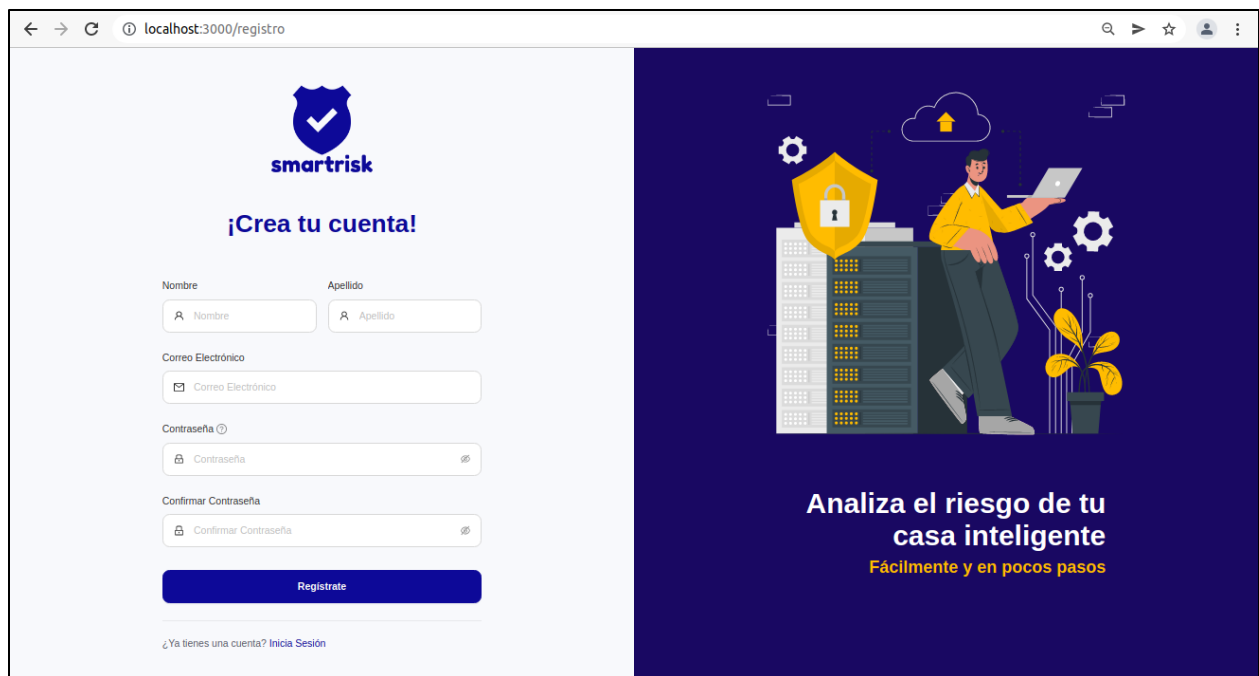 localhost:3000/registro
smartrisk
¡Crea tu cuenta!
Nombre Apellido
Nombre Apellido
Correo Electrónico
Correo Electrónico
Contraseña
Contraseña
Confirmar Contraseña
Confirmar Contraseña
Regístrate
¿Ya tienes una cuenta? Inicia Sesión
Analiza el riesgo de tu
casa inteligente
Fácilmente y en pocos pasos